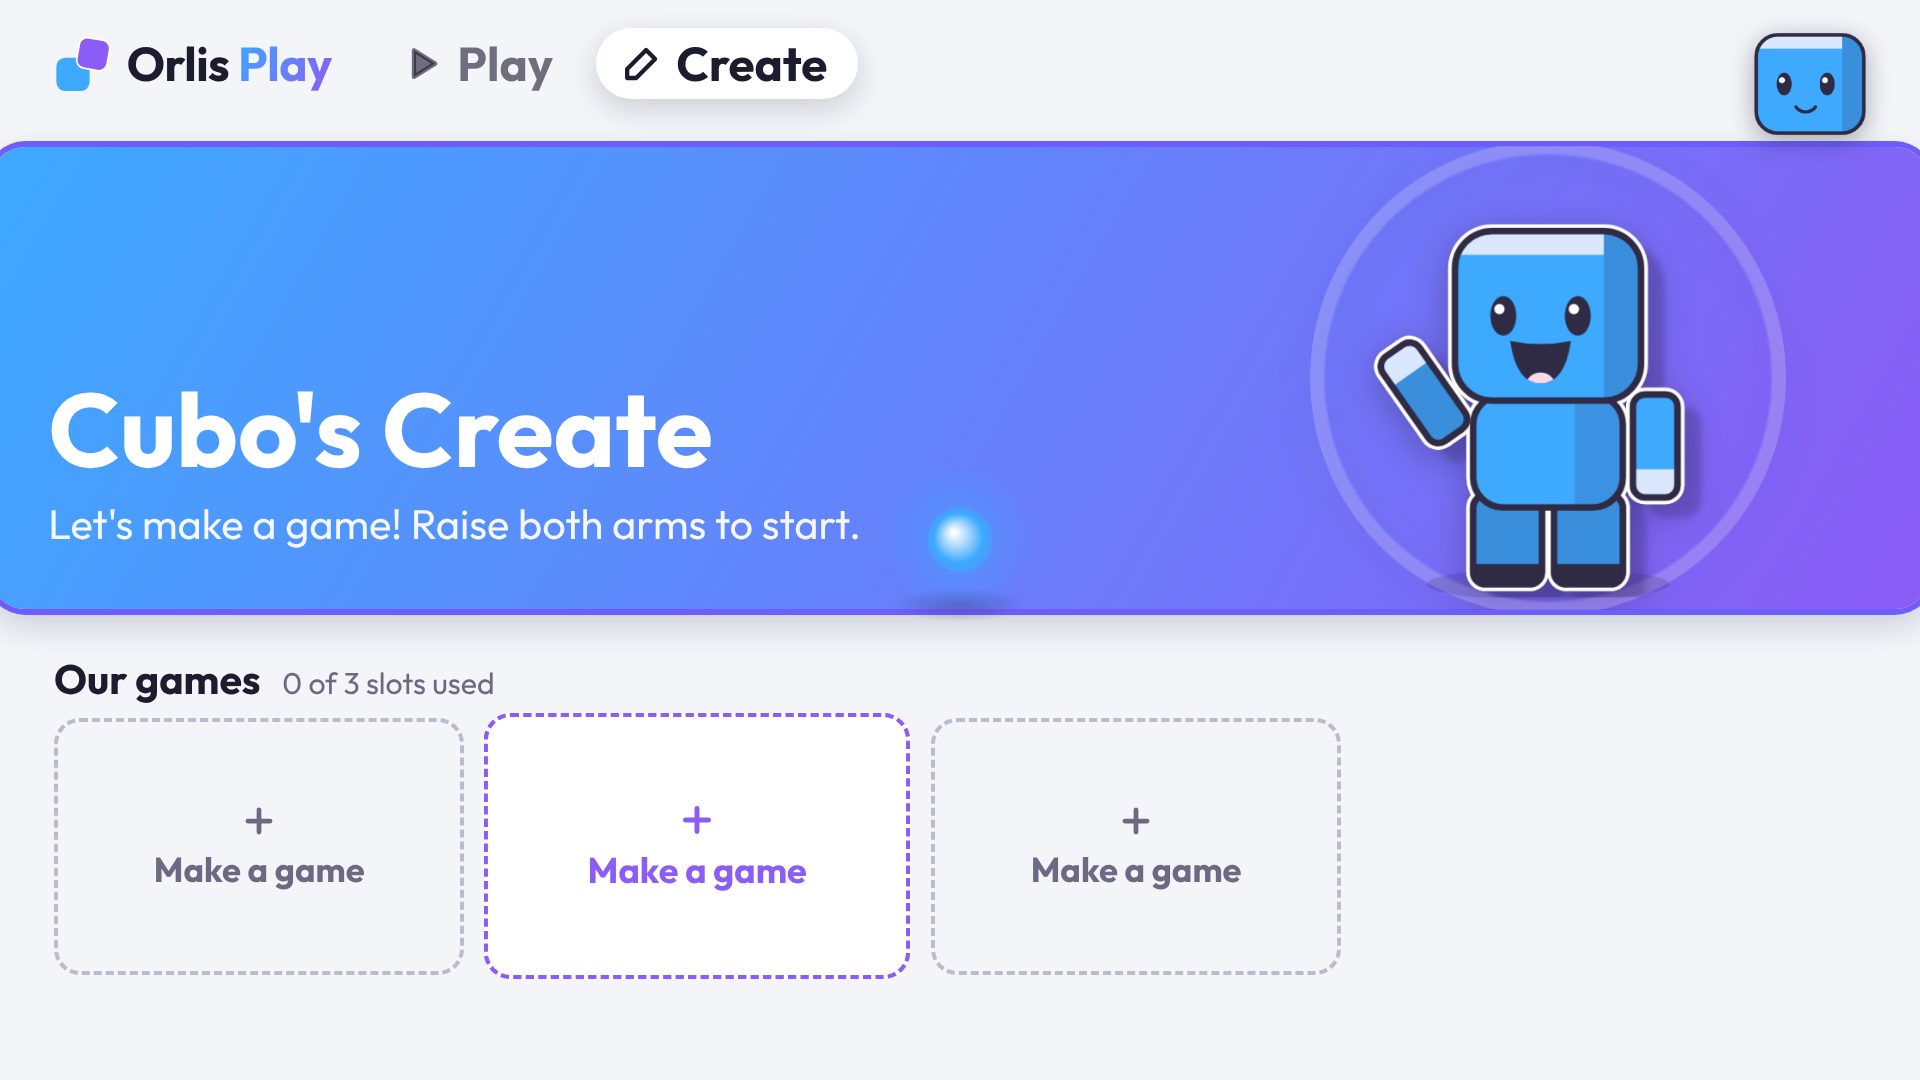 Orlis Play
Play
Create
Cubo's Create
Let's make a game! Raise both arms to start.
Our games 0 of 3 slots used
Make a game
Make a game
Make a game